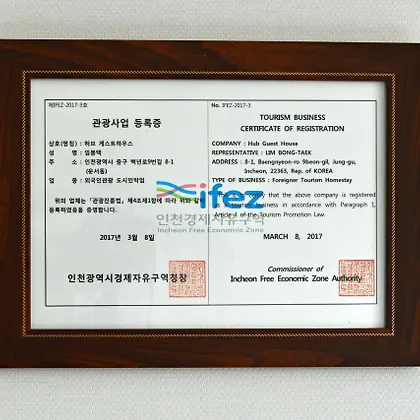 제IFEZ-2017-3호
관광사업 등록증
상호(명칭) : 허브 게스트하우스
성 명 : 임봉택
주 소 : 인천광역시 중구 백년로9번길 8-1
(운서동)
업 종 : 외국인관광 도시민박업
위의 업체는 「관광진흥법」 제4조제1항에 따라 위와 같이
등록하였음을 증명합니다.
2017년 3월 8일
인천광역시경제자유구역청장
No. IFEZ-2017-3
TOURISM BUSINESS
CERTIFICATE OF REGISTRATION
COMPANY : Hub Guest House
REPRESENTATIVE : LIM BONG-TAEK
ADDRESS : 8-1, Baengnyeon-ro 9beon-gil, Jung-gu,
Incheon, 22363, Rep. of KOREA
TYPE OF BUSINESS : Foreigner Tourism Homestay
that the above company is registered
business in accordance with Paragraph 1,
Article 4 of the Tourism Promotion Law.
MARCH 8, 2017
Commissioner of
Incheon Free Economic Zone Authority
ifez
인천경제자유구역
Incheon Free Economic Zone